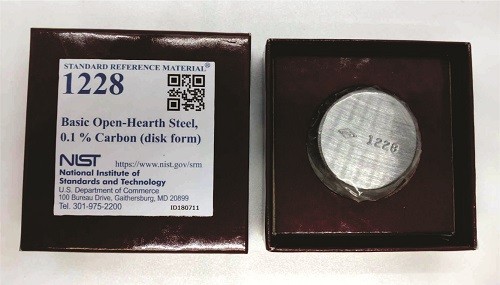 STANDARD REFERENCE MATERIAL®
1228
Basic Open-Hearth Steel,
0.1 % Carbon (disk form)
NIST https://www.nist.gov/srm
National Institute of
Standards and Technology
U.S. Department of Commerce
100 Bureau Drive, Gaithersburg, MD 20899
Tel. 301-975-2200 ID180711
1228